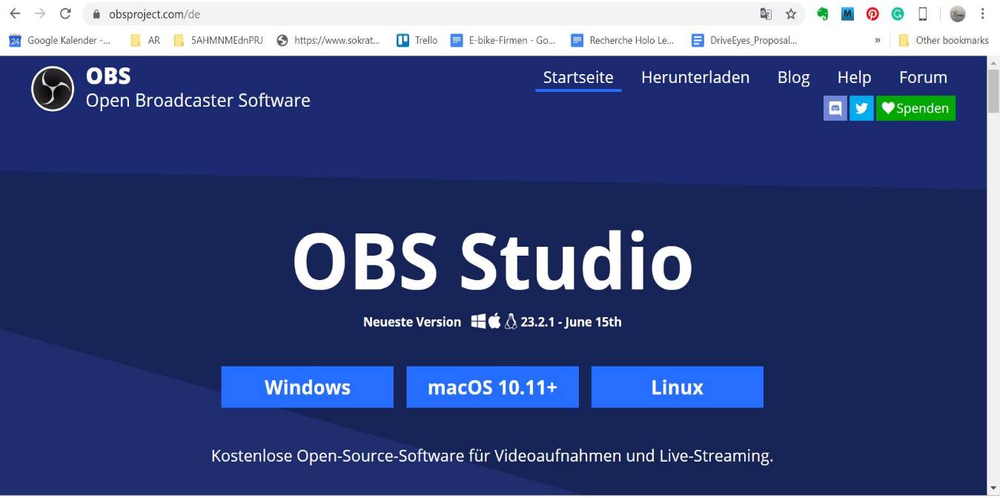 obsproject.com/de
24 Google Kalender -... AR 5AHMNMEdnPRJ https://www.sokrat... Trello E-bike-Firmen - Go... Recherche Holo Le... DriveEyes_Proposal... » Other bookmarks
OBS
Open Broadcaster Software
Startseite Herunterladen Blog Help Forum
Spenden
OBS Studio
Neueste Version 23.2.1 - June 15th
Windows macOS 10.11+ Linux
Kostenlose Open-Source-Software für Videoaufnahmen und Live-Streaming.